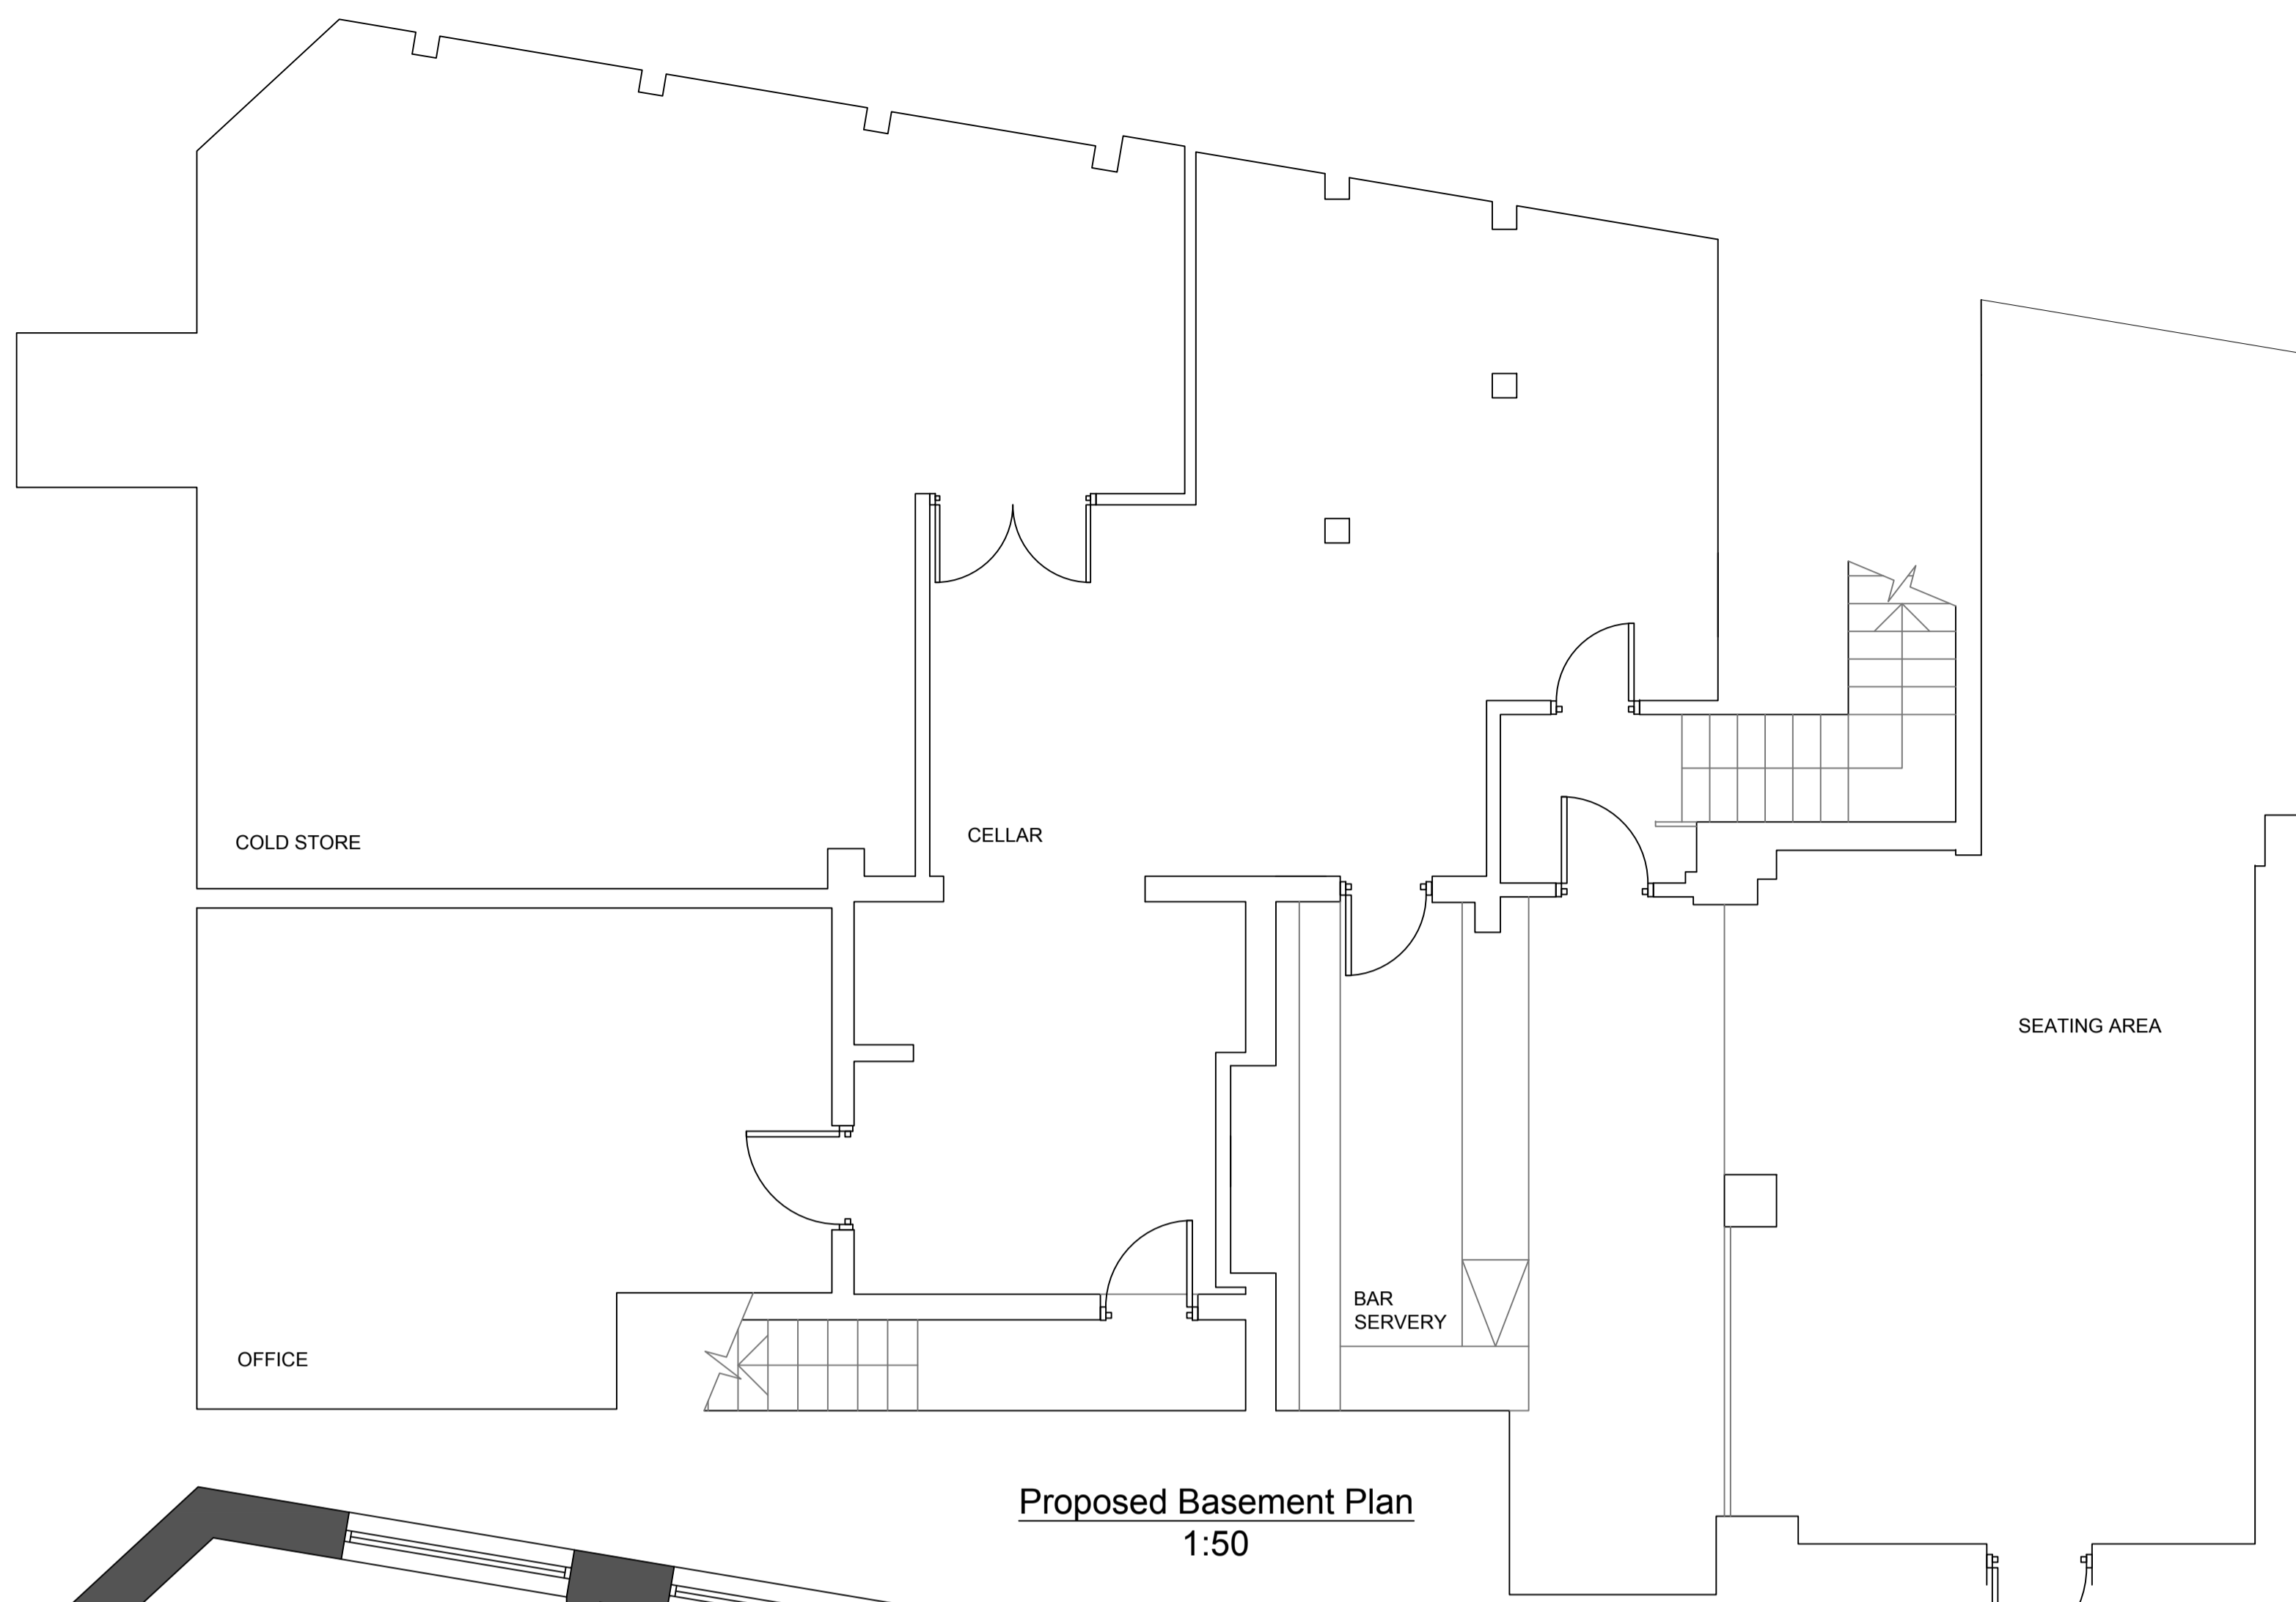 COLD STORE
CELLAR
SEATING AREA
BAR
SERVERY
OFFICE
Proposed Basement Plan
1:50